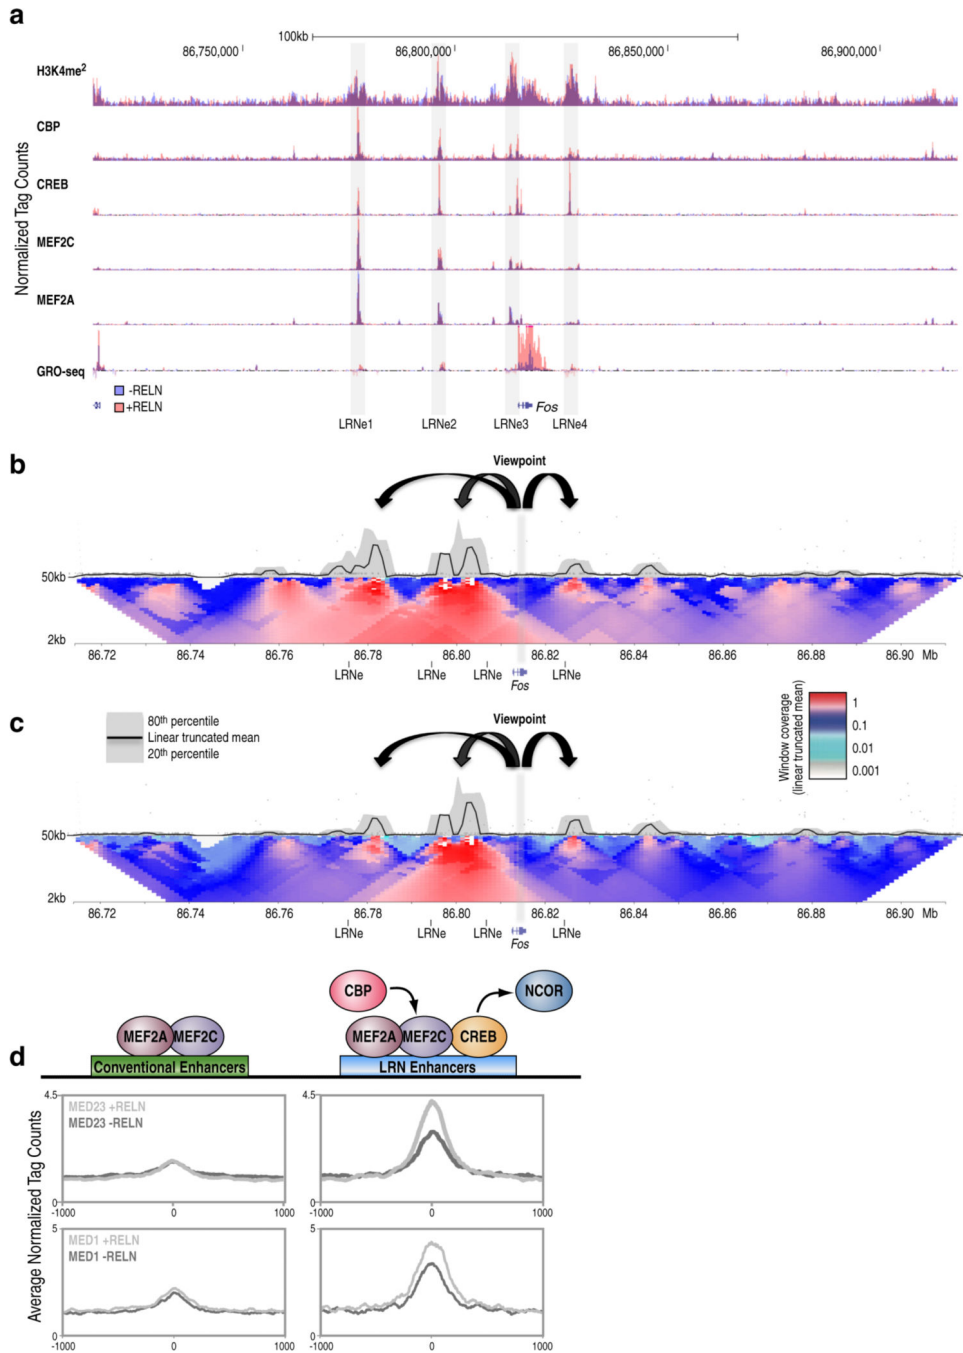 a
100kb
86,750,000
86,800,000
86,850,000
86,900,000
H3K4me²
CBP
CREB
MEF2C
MEF2A
GRO-seq
Normalized Tag Counts
-RELN
+RELN
Fos
LRNe1
LRNe2
LRNe3
LRNe4
b
Viewpoint
50kb
2kb
86.72
86.74
86.76
86.78
86.80
86.82
86.84
86.86
86.88
86.90
Mb
LRNe
LRNe
LRNe
LRNe
Fos
c
80th percentile
Linear truncated mean
20th percentile
Viewpoint
Window coverage
(linear truncated mean)
1
0.1
0.01
0.001
50kb
2kb
86.72
86.74
86.76
86.78
86.80
86.82
86.84
86.86
86.88
86.90
Mb
LRNe
LRNe
LRNe
LRNe
Fos
CBP
NCOR
MEF2A
MEF2C
MEF2A
MEF2C
CREB
d
Conventional Enhancers
LRN Enhancers
Average Normalized Tag Counts
4.5
MED23 +RELN
MED23 -RELN
0
-1000
0
1000
4.5
0
-1000
0
1000
5
MED1 +RELN
MED1 -RELN
0
-1000
0
1000
5
0
-1000
0
1000